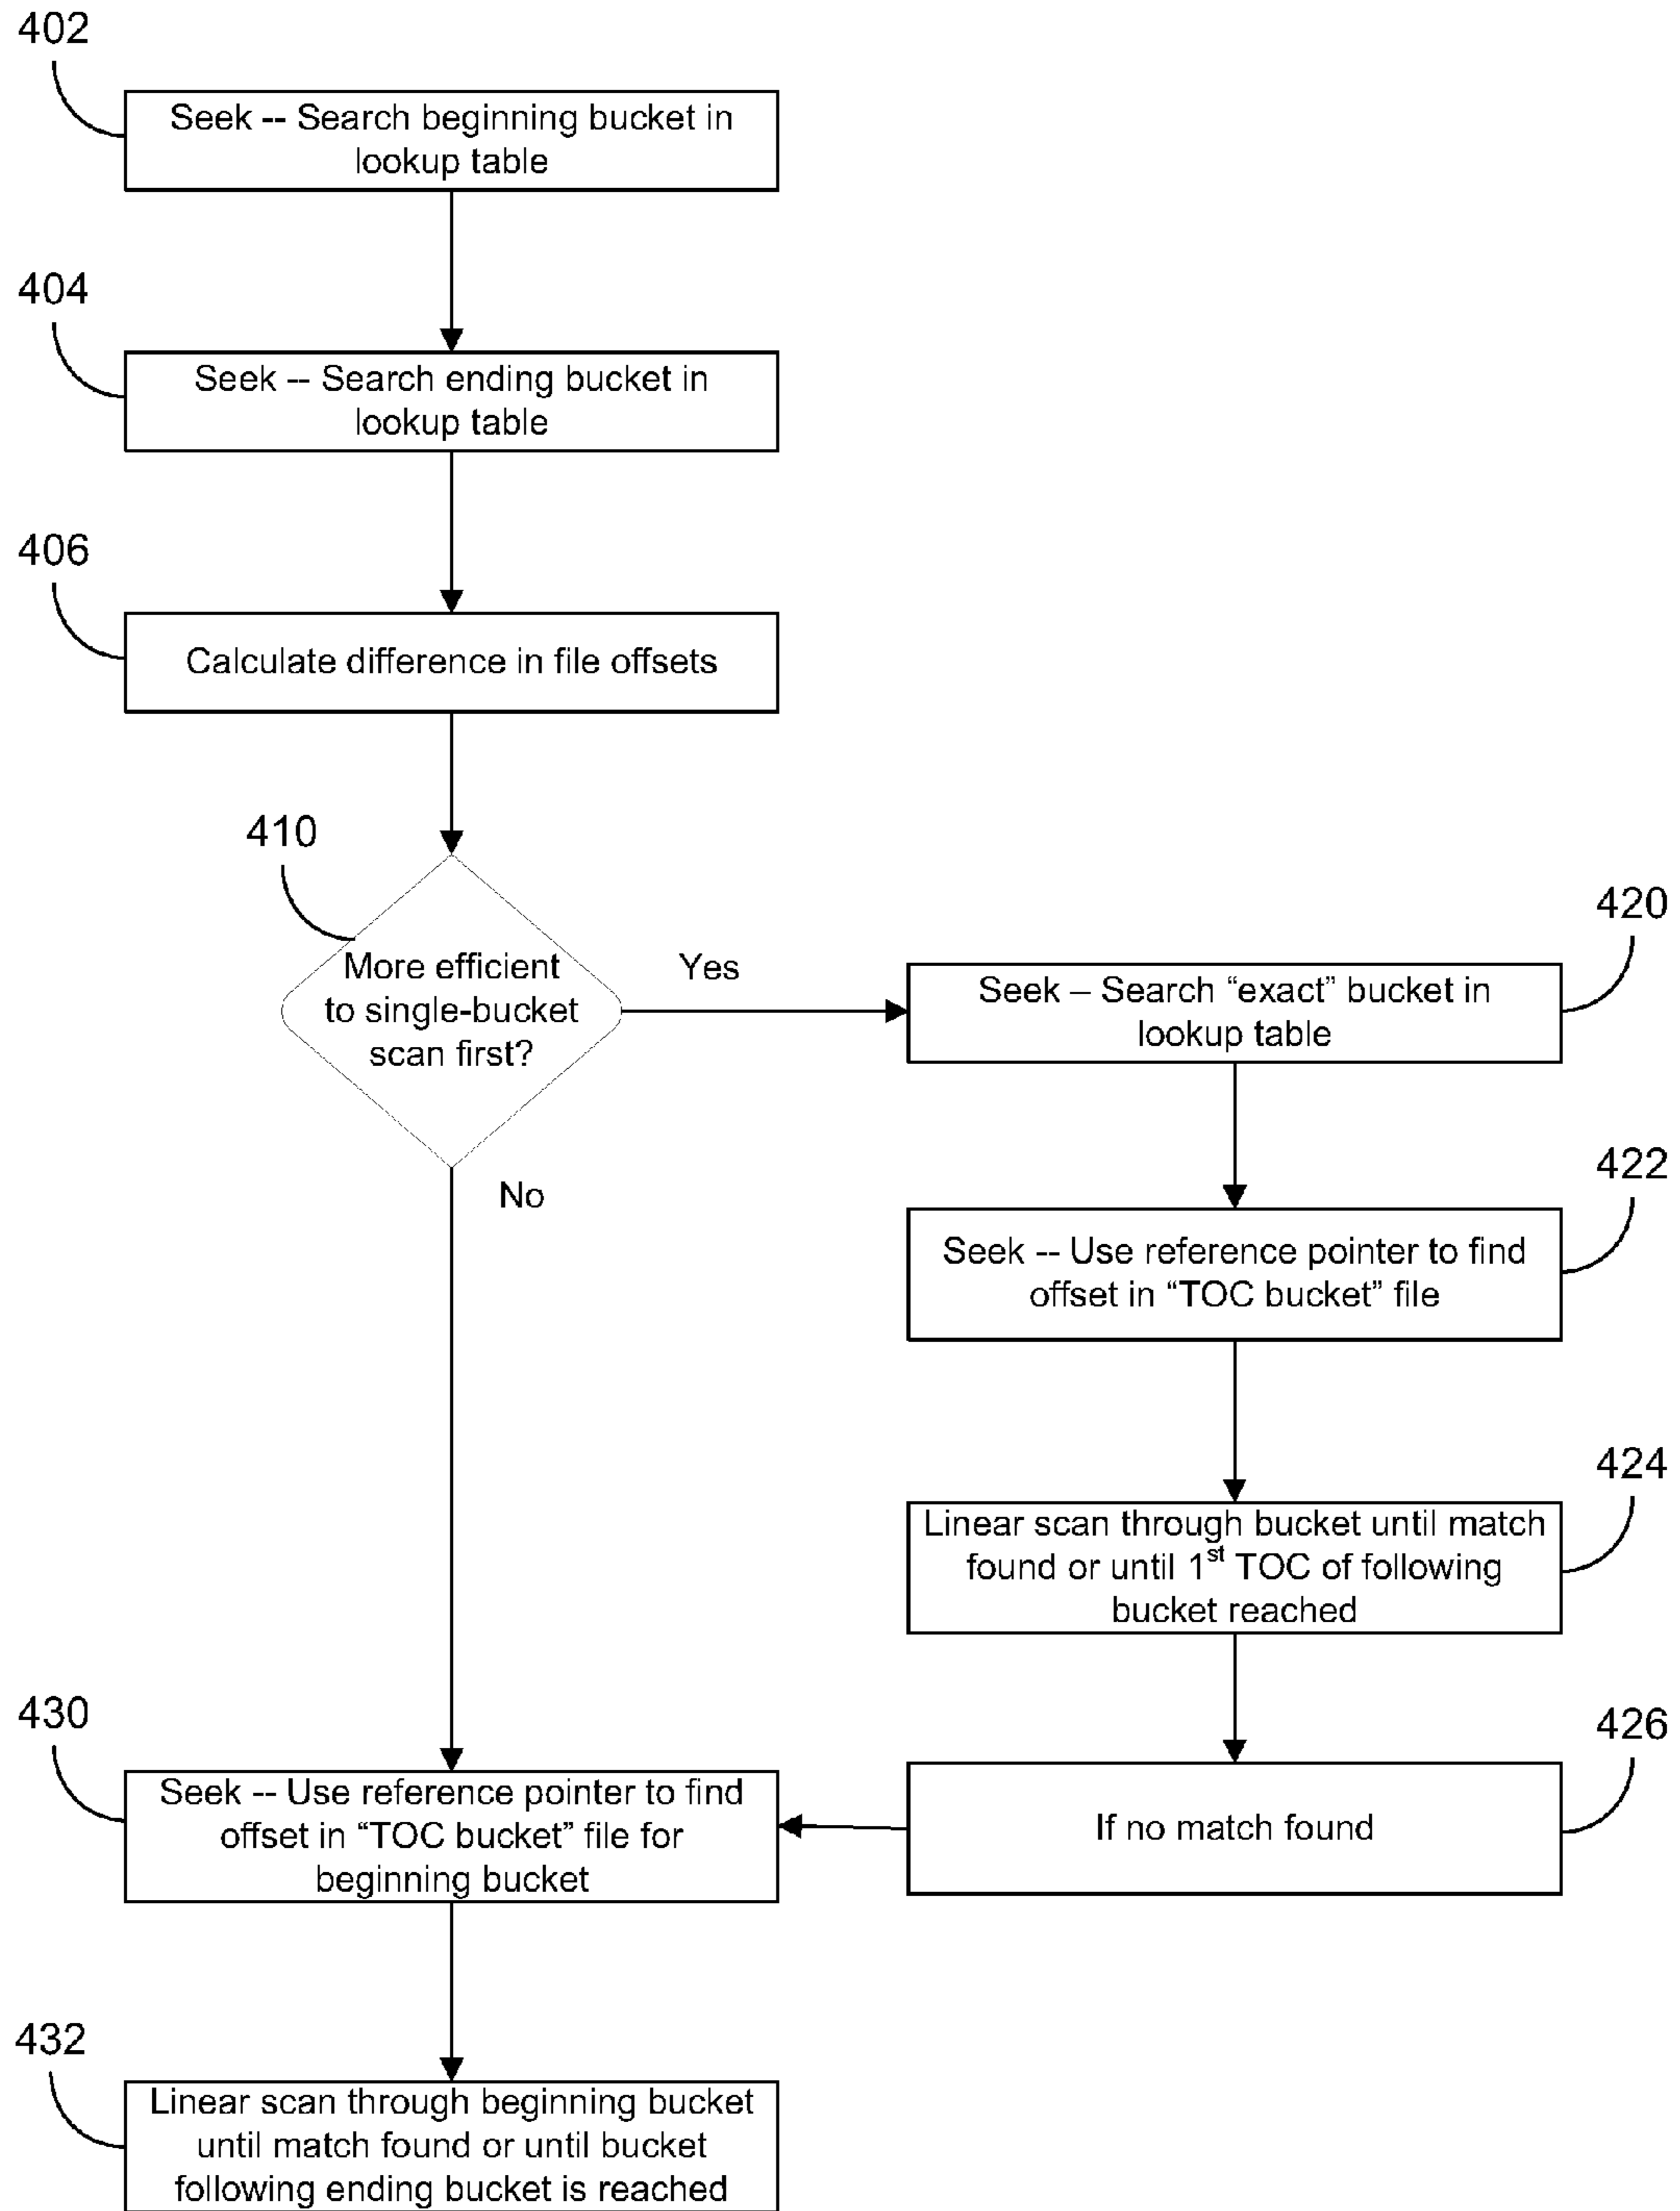 402
Seek -- Search beginning bucket in
lookup table
404
Seek -- Search ending bucket in
lookup table
406
Calculate difference in file offsets
410
More efficient
to single-bucket
scan first?
Yes
No
420
Seek – Search “exact” bucket in
lookup table
422
Seek -- Use reference pointer to find
offset in “TOC bucket” file
424
Linear scan through bucket until match
found or until 1st TOC of following
bucket reached
426
If no match found
430
Seek -- Use reference pointer to find
offset in “TOC bucket” file for
beginning bucket
432
Linear scan through beginning bucket
until match found or until bucket
following ending bucket is reached